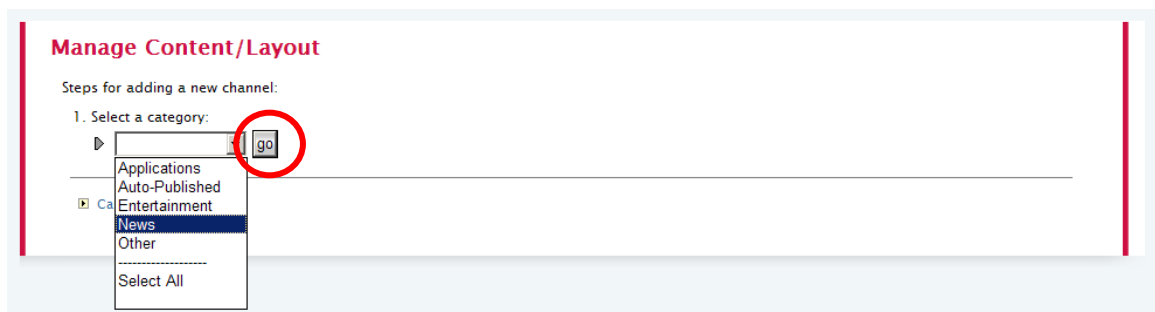 Manage Content/Layout
Steps for adding a new channel:
1. Select a category:
go
Applications
Auto-Published
Ca
Entertainment
News
Other
-------------------
Select All